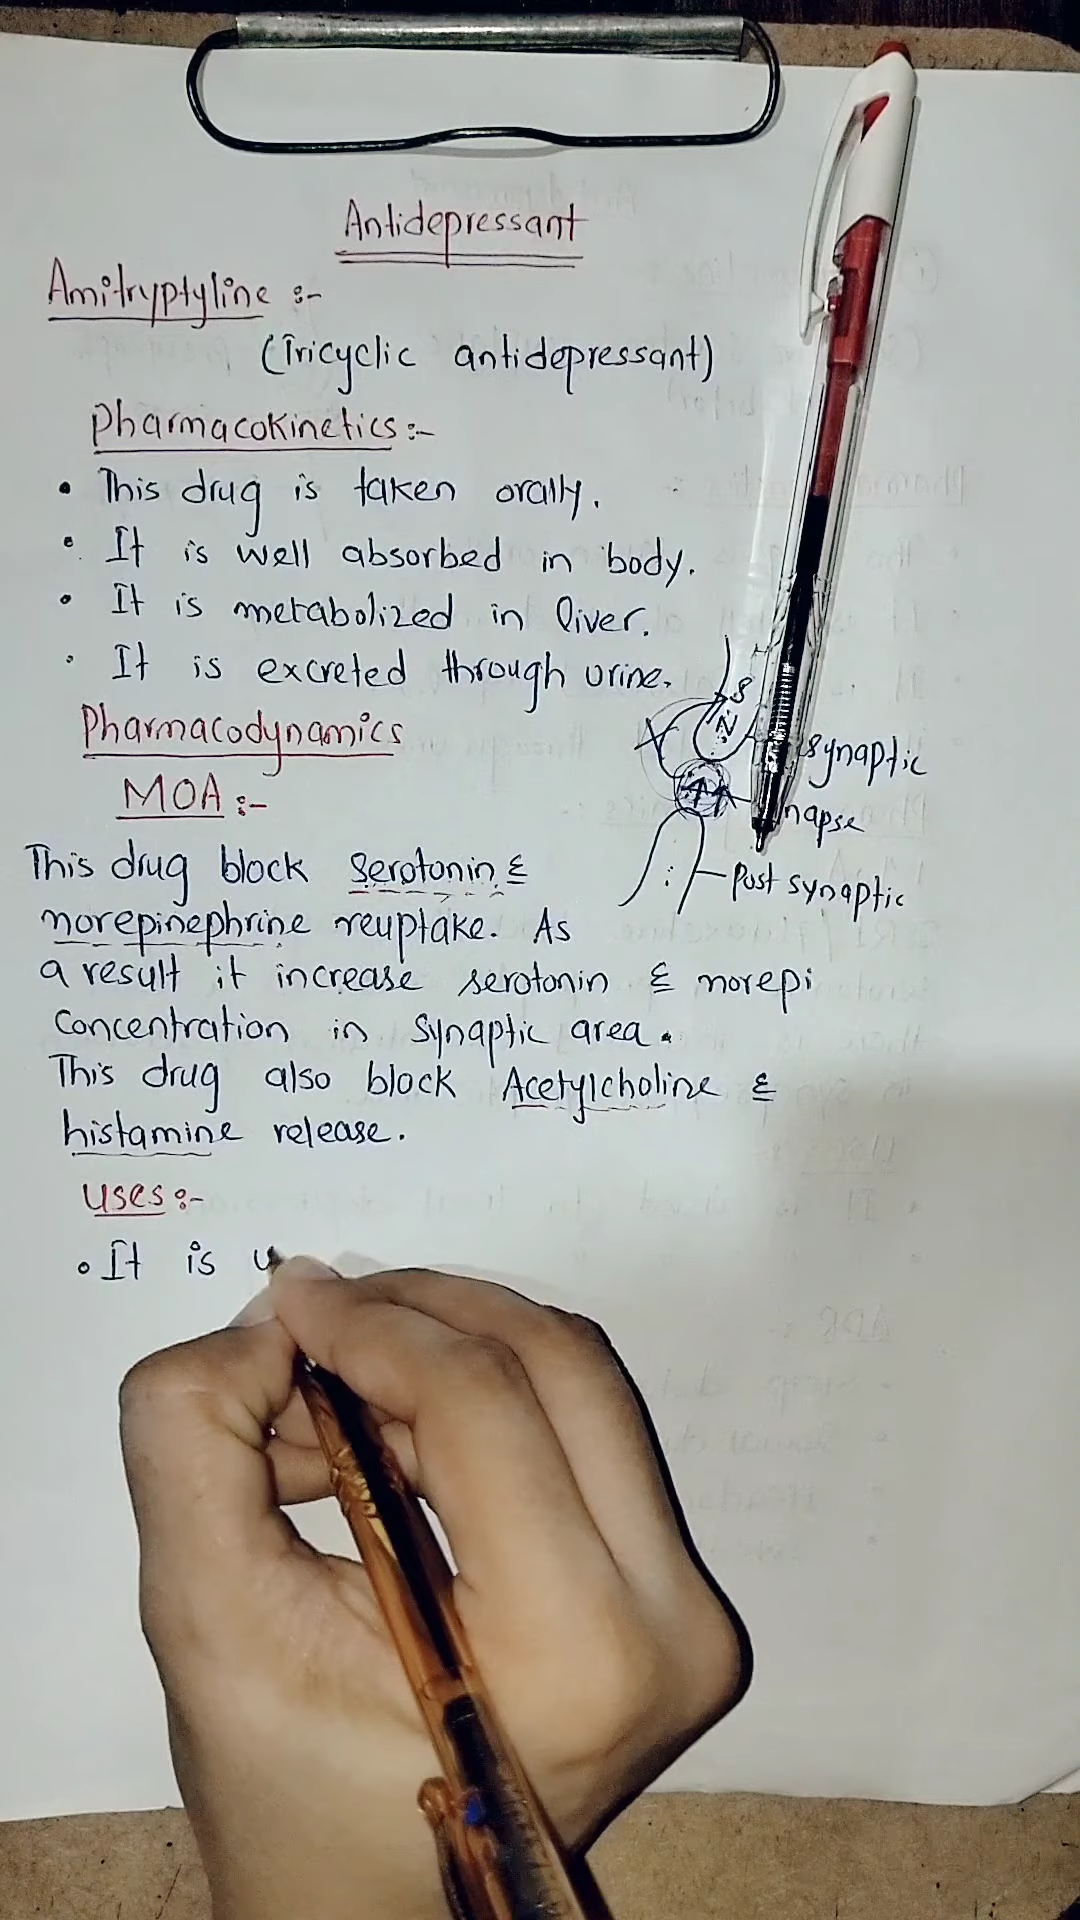 Antidepressant
Amitryptyline :-
(Tricyclic antidepressant)
Pharmacokinetics:-
• This drug is taken orally.
• It is well absorbed in body.
• It is metabolized in liver.
• It is excreted through urine.
Pharmacodynamics
MOA :-
synaptic
napse
Post synaptic
This drug block Serotonin &
norepinephrine reuptake. As
a result it increase serotonin & norepi
Concentration in Synaptic area.
This drug also block Acetylcholine &
histamine release.
Uses :-
• It is u